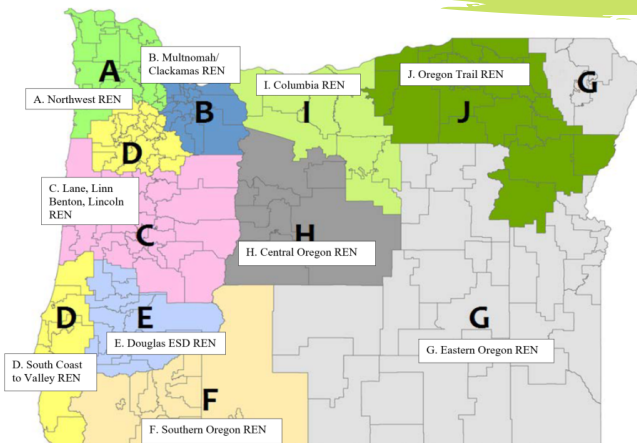 A
B. Multnomah/
Clackamas REN
I. Columbia REN
J. Oregon Trail REN
G
A. Northwest REN
B
I
J
D
C. Lane, Linn
Benton, Lincoln
REN
C
H
H. Central Oregon REN
D
E
G
E. Douglas ESD REN
G. Eastern Oregon REN
D. South Coast
to Valley REN
F
F. Southern Oregon REN